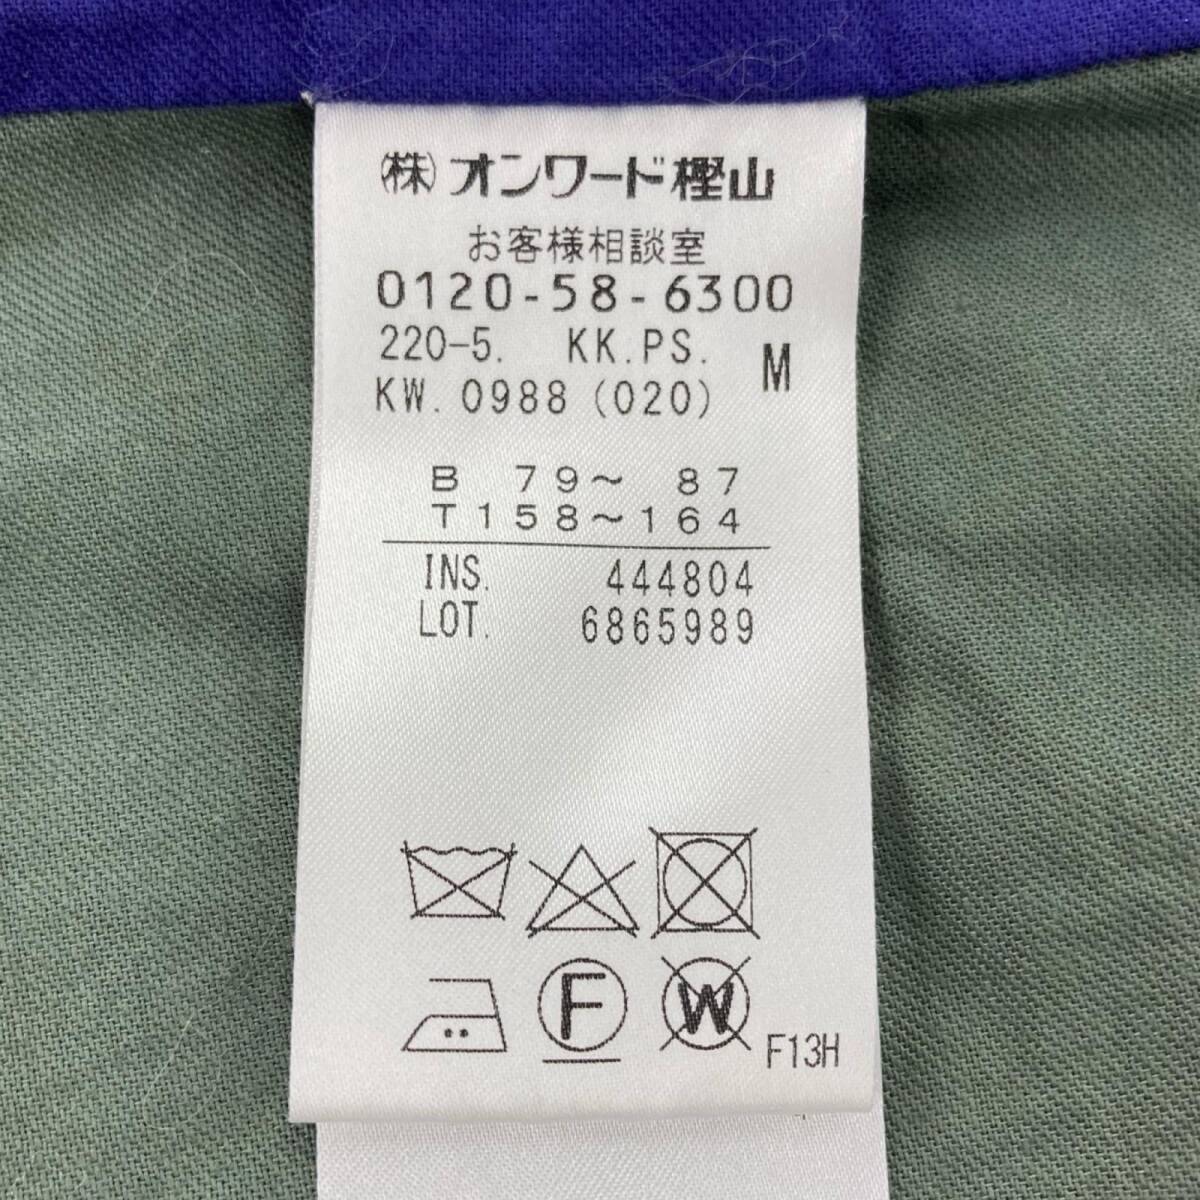 ㈱オンワード樫山
お客様相談室
0120-58-6300
220-5. KK.PS. M
KW. 0988 (020)
B 79〜 87
T158〜164
INS. 444804
LOT. 6865989
F W F13H